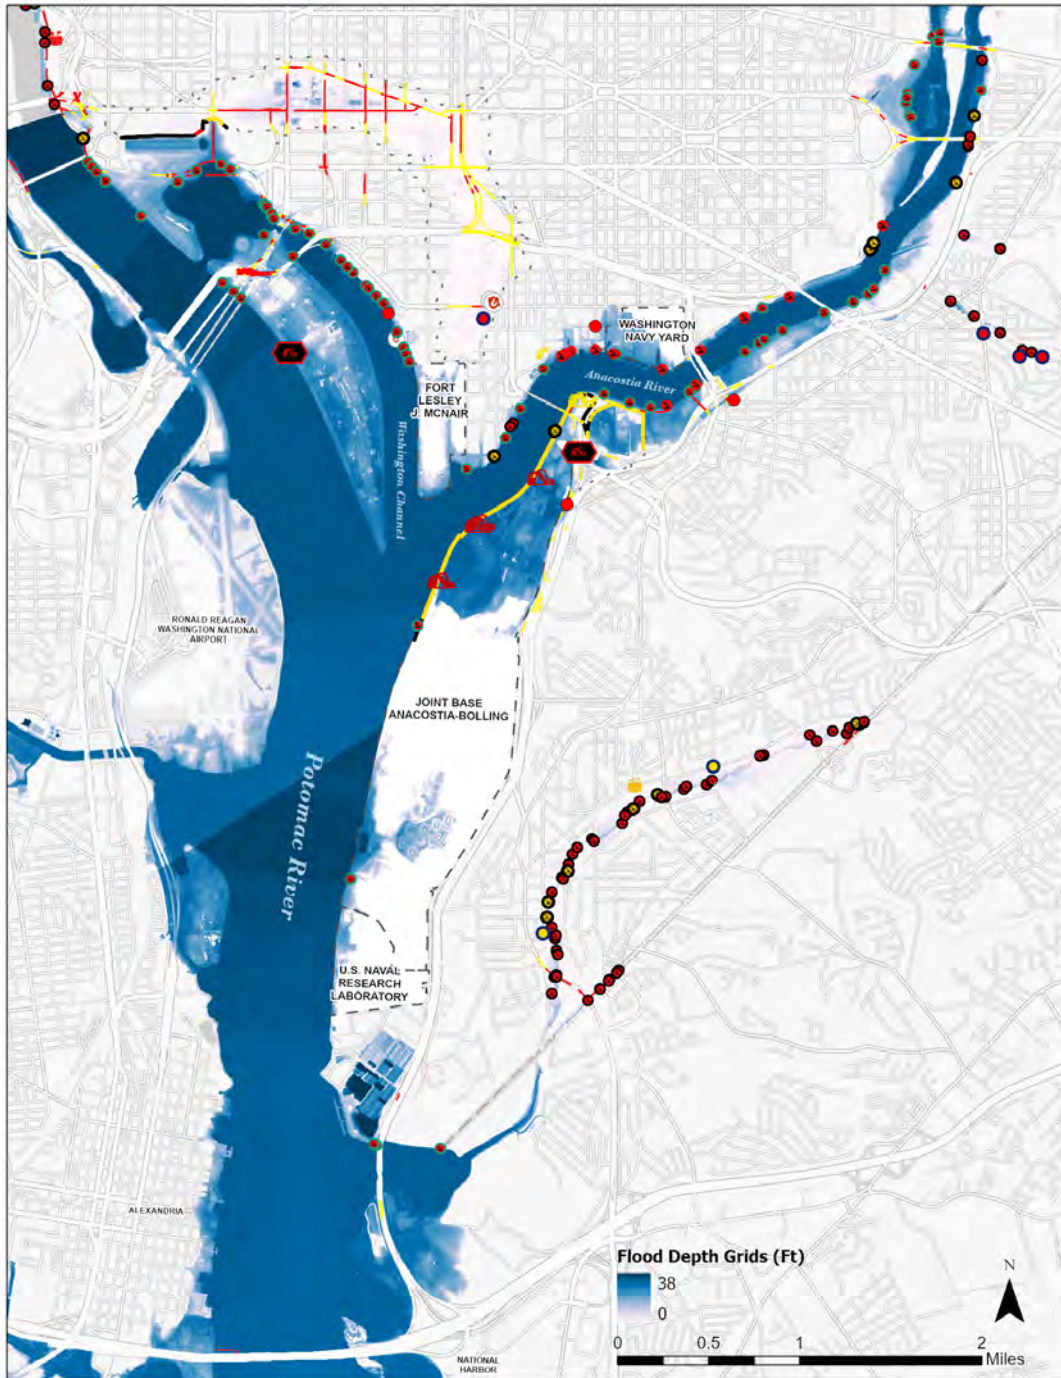 WASHINGTON
NAVY YARD
Anacostia River
FORT
LESLEY
J. MCNAIR
Washington Channel
RONALD REAGAN
WASHINGTON NATIONAL
AIRPORT
JOINT BASE
ANACOSTIA-BOLLING
Potomac River
U.S. NAVAL
RESEARCH
LABORATORY
ALEXANDRIA
Flood Depth Grids (Ft)
38
0
N
0 0.5 1 2
Miles
NATIONAL
HARBOR